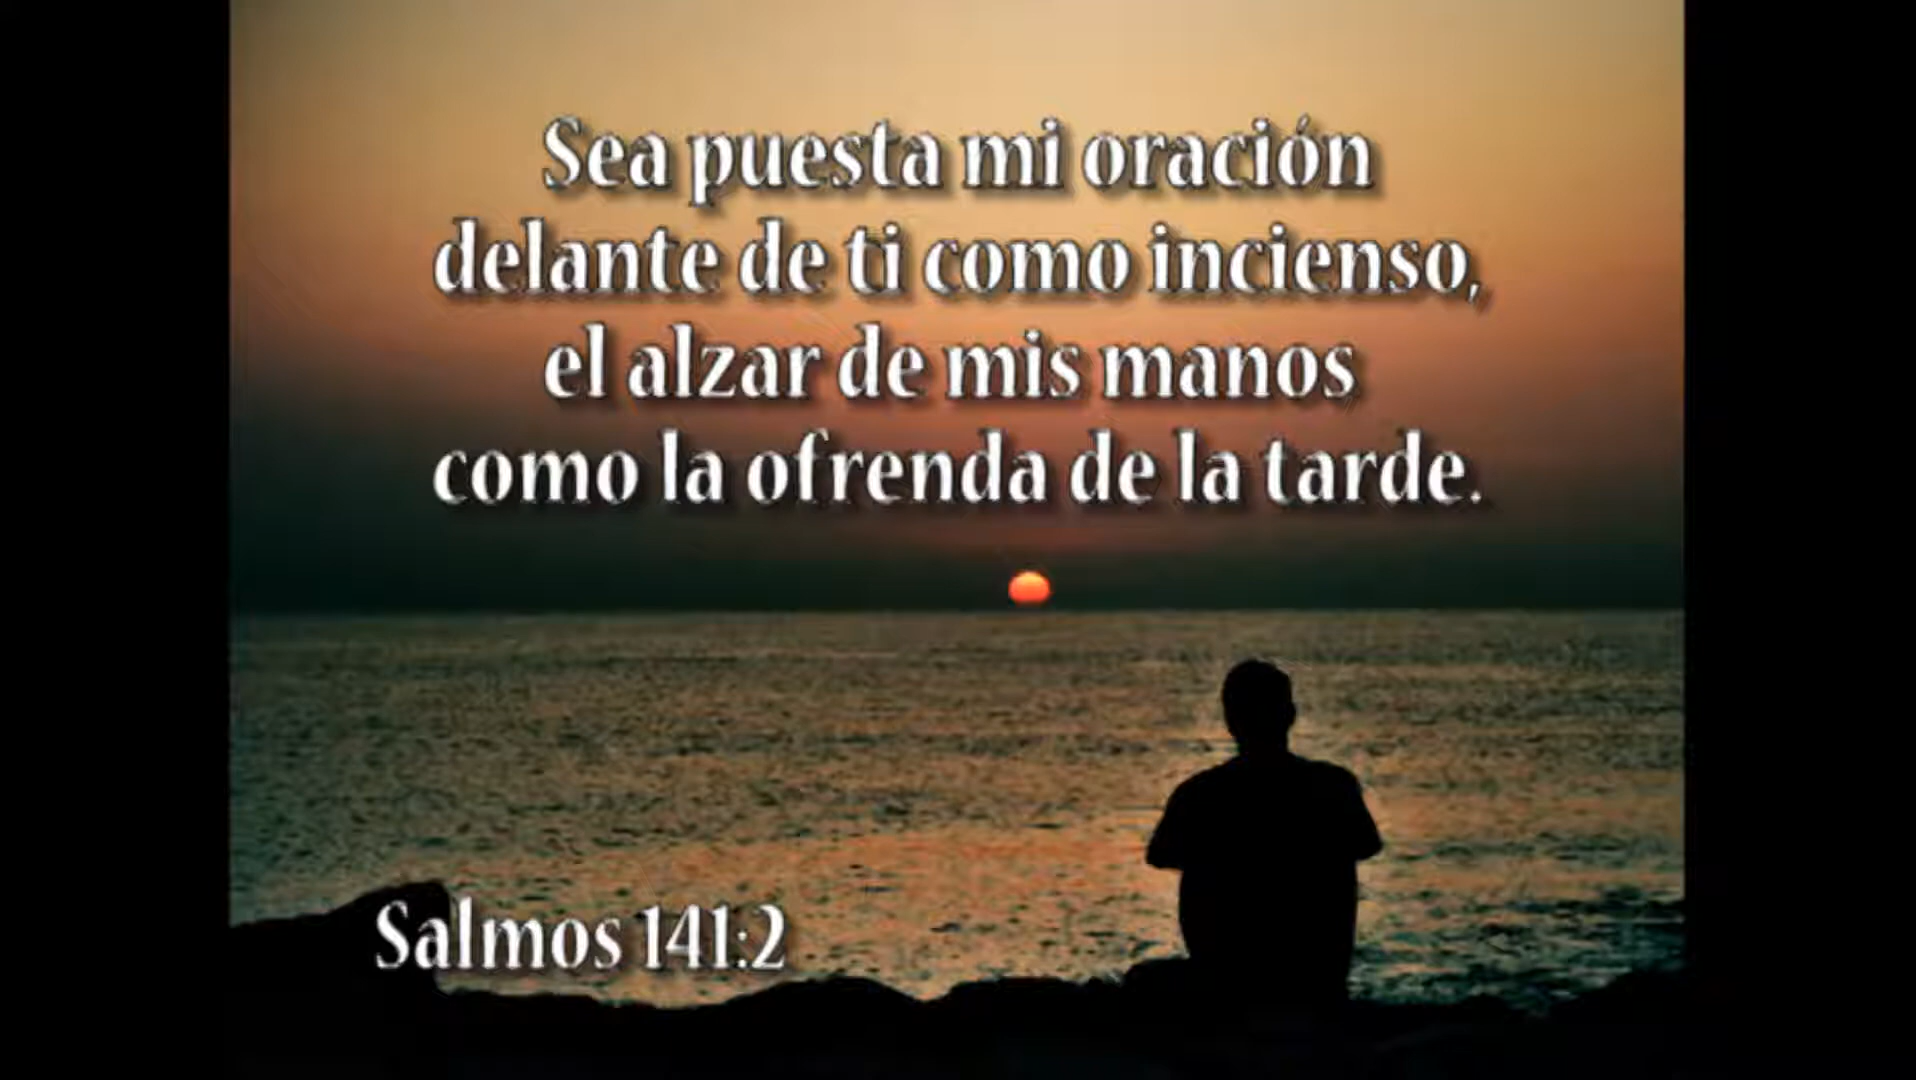 Sea puesta mi oración
delante de ti como incienso,
el alzar de mis manos
como la ofrenda de la tarde.
Salmos 141:2